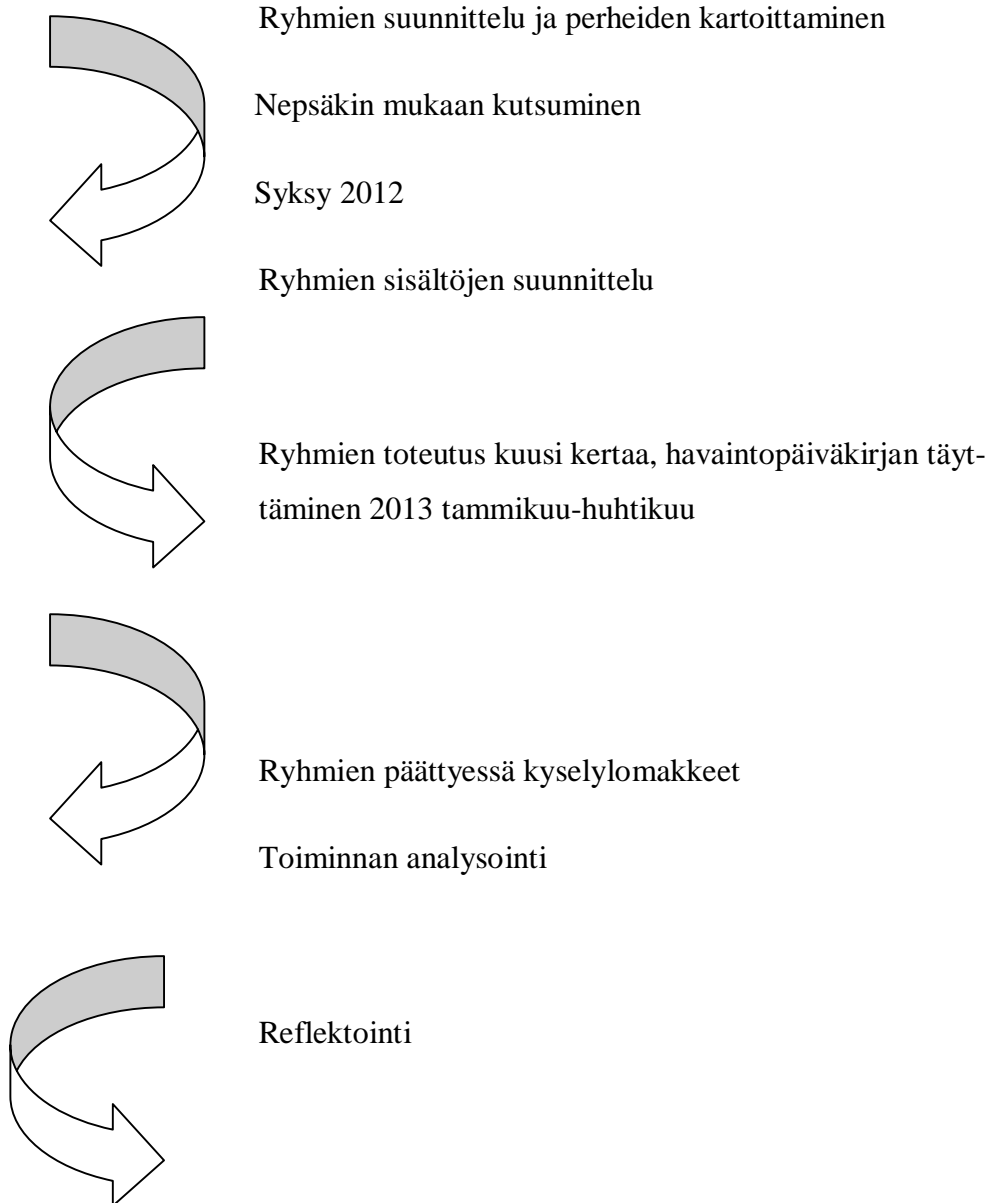 Ryhmien suunnittelu ja perheiden kartoittaminen
Nepsäkin mukaan kutsuminen
Syksy 2012
Ryhmien sisältöjen suunnittelu
Ryhmien toteutus kuusi kertaa, havaintopäiväkirjan täyt-
täminen 2013 tammikuu-huhtikuu
Ryhmien päättyessä kyselylomakkeet
Toiminnan analysointi
Reflektointi